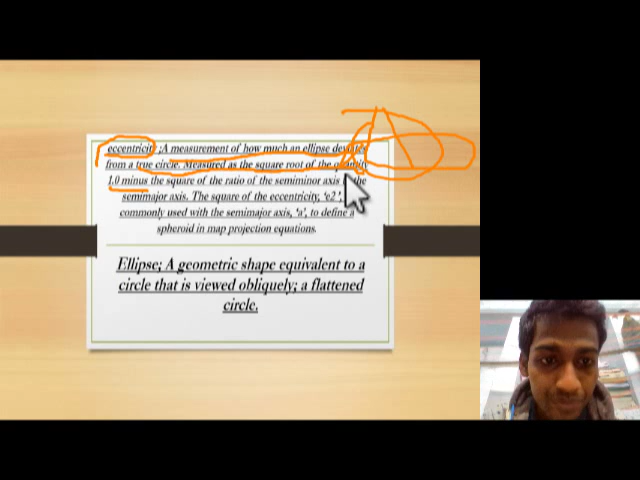 eccentricit ;A measurement of how much an ellipse deviates
from a true circle. Measured as the square root of the quantity
1.0 minus the square of the ratio of the semiminor axis the
semimajor axis. The square of the eccentricity, 'e2',
commonly used with the semimajor axis, 'a', to define a
spheroid in map projection equations.
Ellipse; A geometric shape equivalent to a
circle that is viewed obliquely; a flattened
circle.